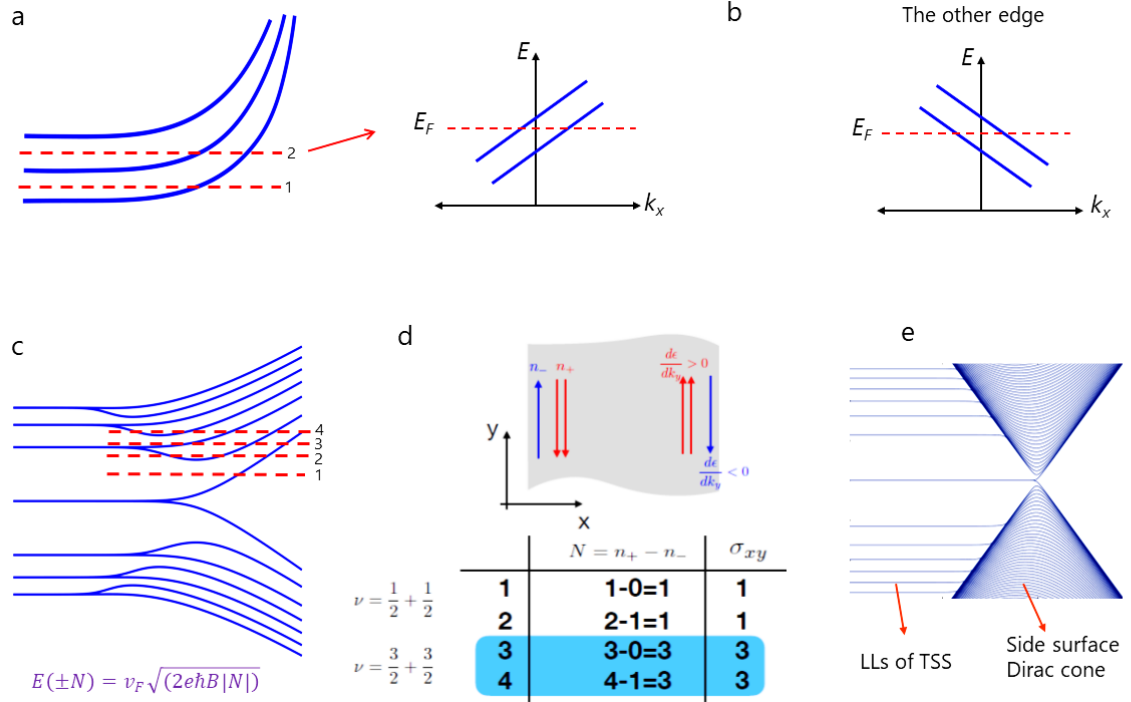 a
2
1
E
E_F
k_x
b
The other edge
E
E_F
k_x
c
4
3
2
1
E(±N) = v_F √(2eℏB|N|)
d
n_- n_+
dϵ/dk_y > 0
dϵ/dk_y < 0
y
x
N = n_+ − n_- σ_xy
ν = 1/2 + 1/2
1 1-0=1 1
2 2-1=1 1
ν = 3/2 + 3/2
3 3-0=3 3
4 4-1=3 3
e
LLs of TSS
Side surface
Dirac cone